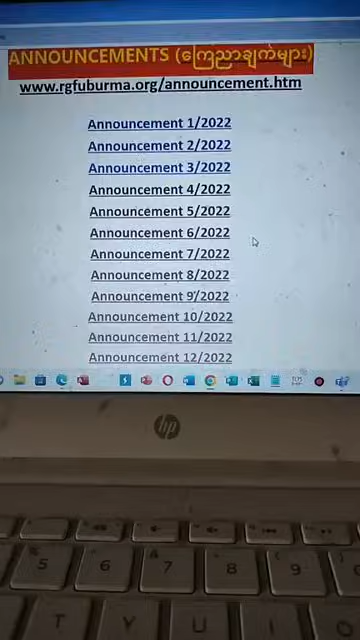 ANNOUNCEMENTS (ကြေညာချက်များ)
www.rgfuburma.org/announcement.htm
Announcement 1/2022
Announcement 2/2022
Announcement 3/2022
Announcement 4/2022
Announcement 5/2022
Announcement 6/2022
Announcement 7/2022
Announcement 8/2022
Announcement 9/2022
Announcement 10/2022
Announcement 11/2022
Announcement 12/2022
hp
5 6 7 8 9
T Y U I